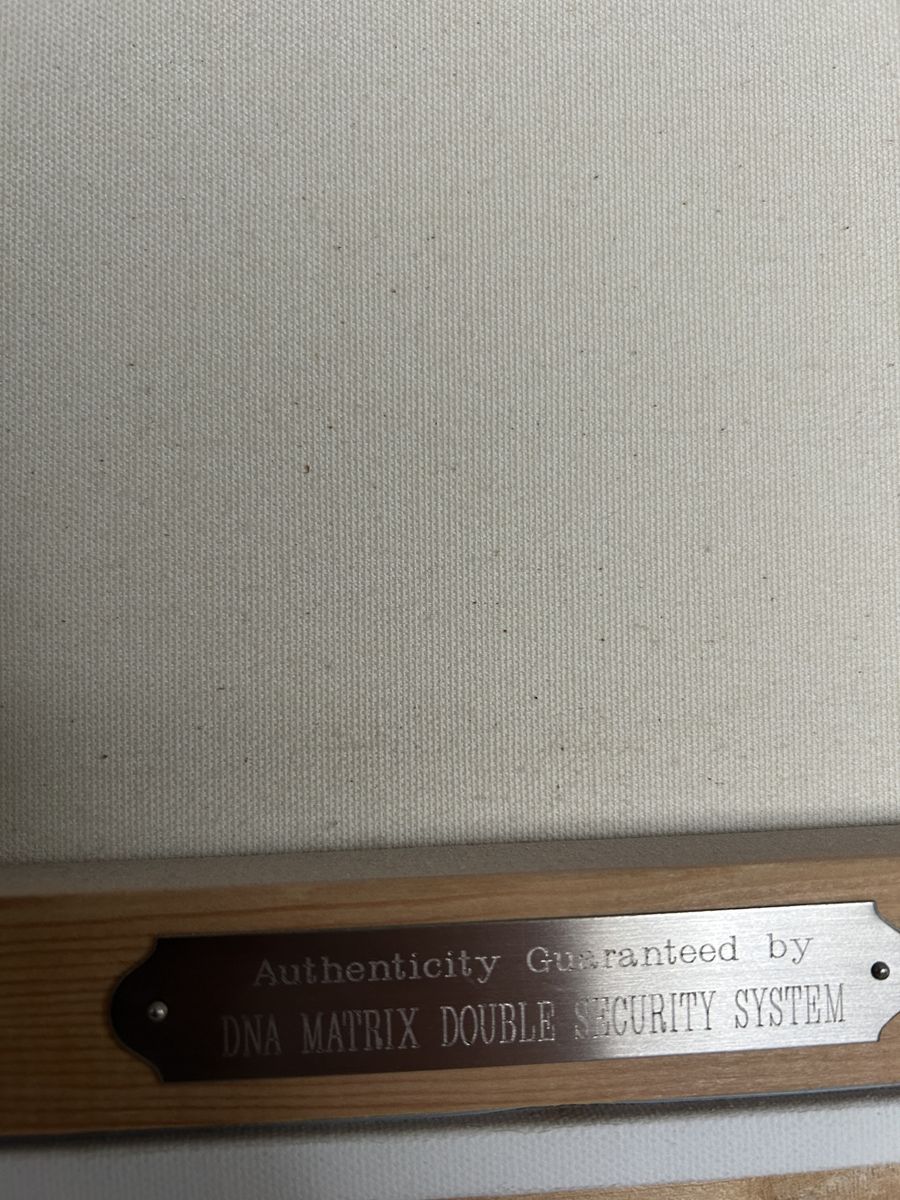 Authenticity Guaranteed by
DNA MATRIX DOUBLE SECURITY SYSTEM